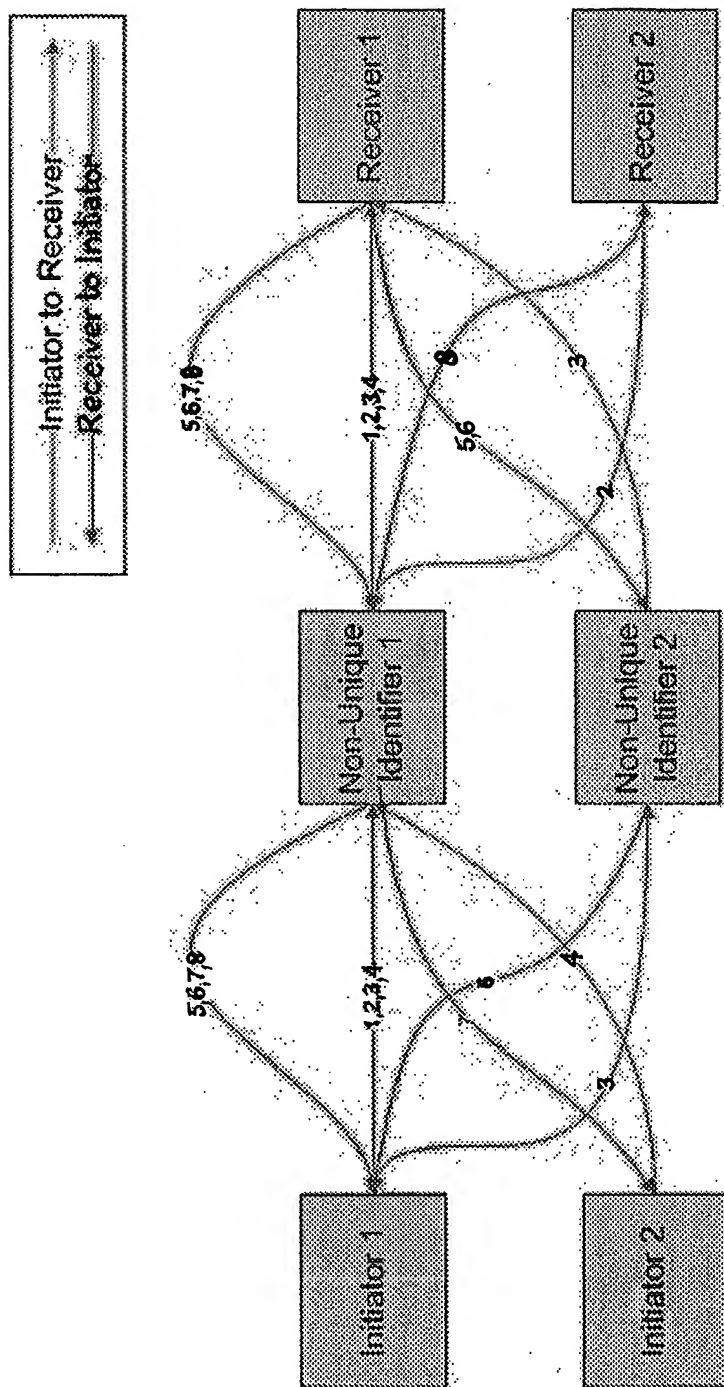 Initiator to Receiver
Receiver to Initiator
5,6,7,8
5,6,7,8
Initiator 1
1,2,3,4
Non-Unique
Identifier 1
1,2,3,4
Receiver 1
8
5,6
4
3
3
2
Initiator 2
Non-Unique
Identifier 2
Receiver 2